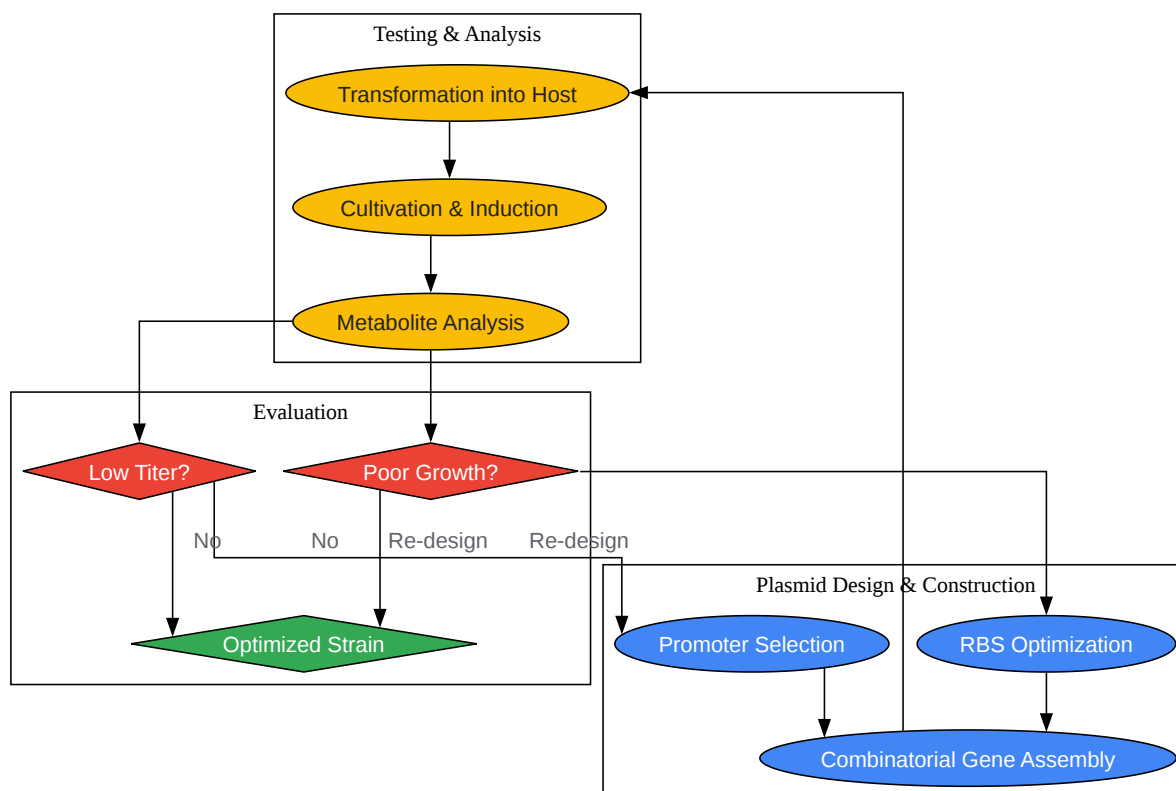 Testing & Analysis
Transformation into Host
Cultivation & Induction
Metabolite Analysis
Evaluation
Low Titer?
Poor Growth?
No
No
Re-design
Re-design
Plasmid Design & Construction
Optimized Strain
Promoter Selection
RBS Optimization
Combinatorial Gene Assembly